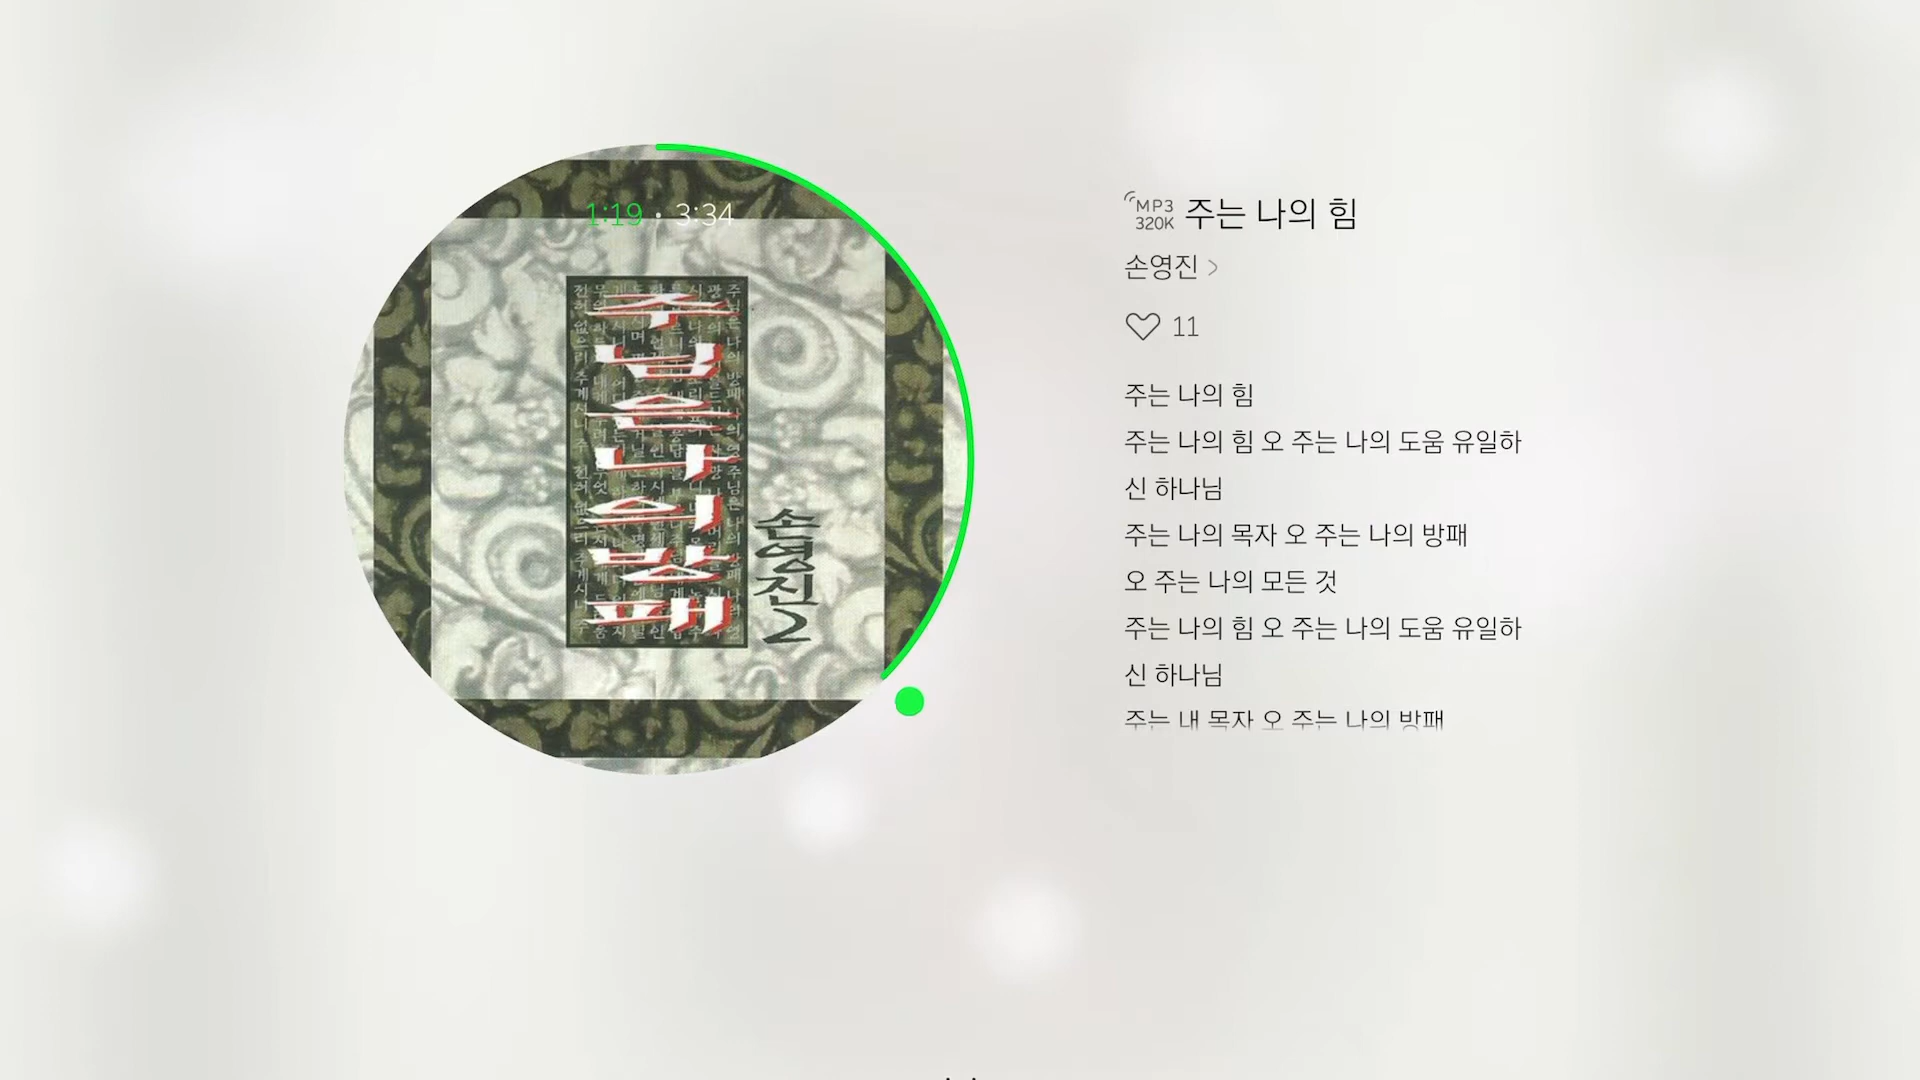 1:19 • 3:34
주님은 나의 방패
손영진 2
MP3
320K
주는 나의 힘
손영진 >
11
주는 나의 힘
주는 나의 힘 오 주는 나의 도움 유일하
신 하나님
주는 나의 목자 오 주는 나의 방패
오 주는 나의 모든 것
주는 나의 힘 오 주는 나의 도움 유일하
신 하나님
주는 내 목자 오 주는 나의 방패